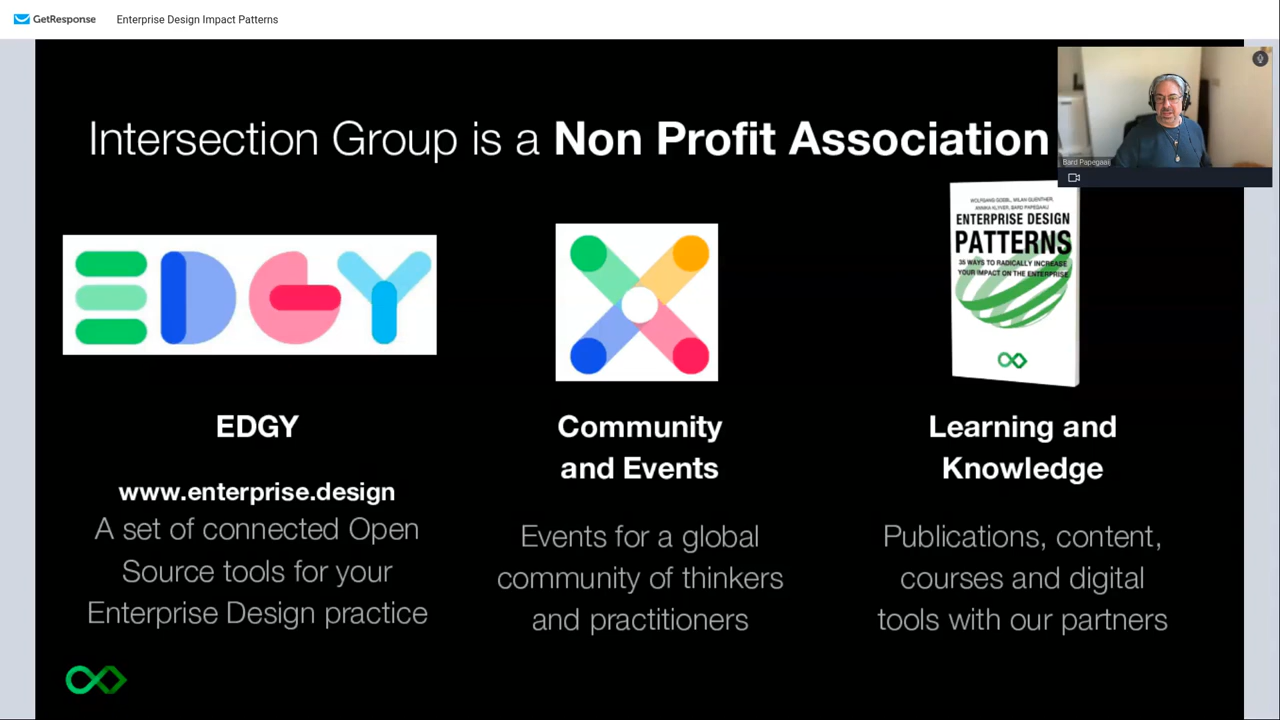 GetResponse Enterprise Design Impact Patterns
Intersection Group is a Non Profit Association
Bard Papegaaij
EDGY
WOLFGANG GOEBL, MILAN GUENTHER,
ANNIKA KLYVER, BARD PAPEGAAIJ
ENTERPRISE DESIGN
PATTERNS
35 WAYS TO RADICALLY INCREASE
YOUR IMPACT ON THE ENTERPRISE
EDGY
www.enterprise.design
A set of connected Open
Source tools for your
Enterprise Design practice
Community
and Events
Events for a global
community of thinkers
and practitioners
Learning and
Knowledge
Publications, content,
courses and digital
tools with our partners